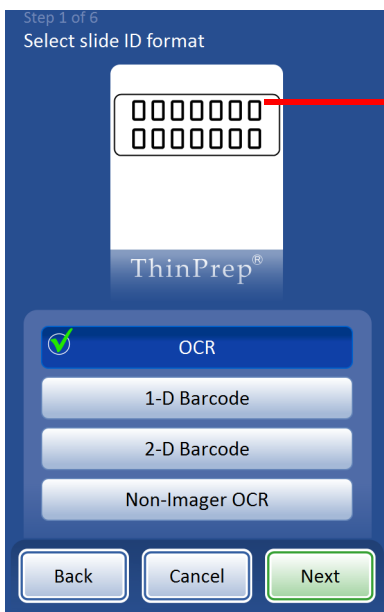 Step 1 of 6
Select slide ID format
0000000
0000000
ThinPrep®
OCR
1-D Barcode
2-D Barcode
Non-Imager OCR
Back Cancel Next